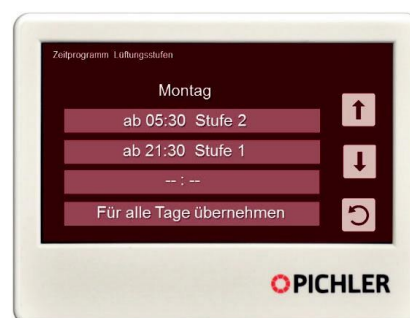 Zeitprogramm Lüftungsstufen
Montag
ab 05:30 Stufe 2
ab 21:30 Stufe 1
-- : --
Für alle Tage übernehmen
PICHLER